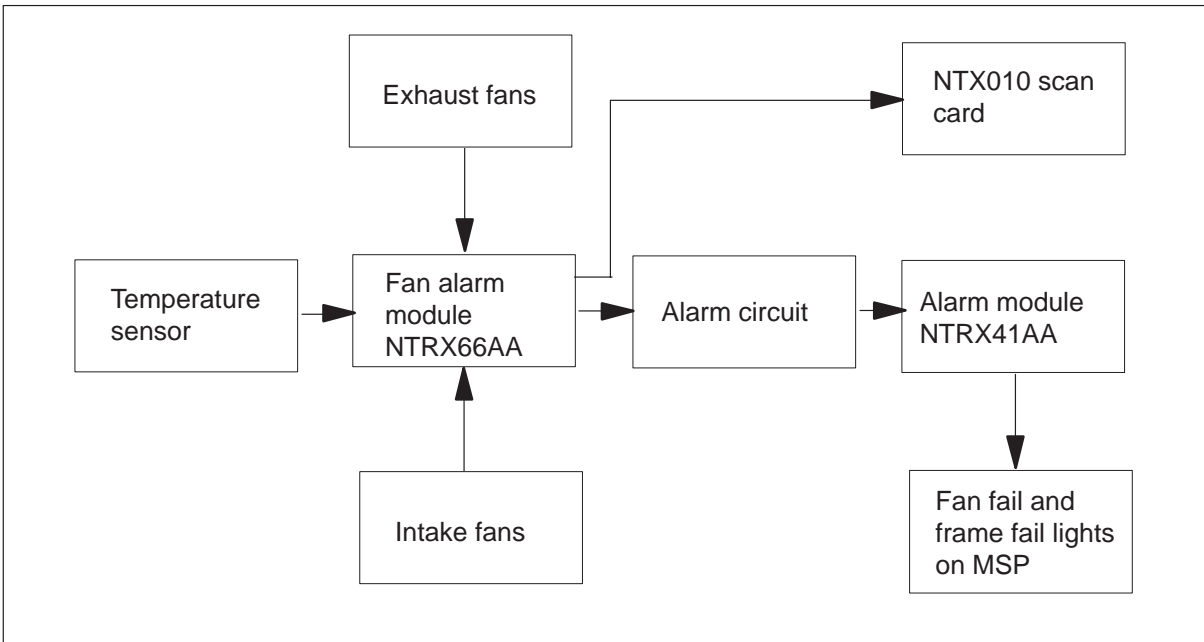 Exhaust fans
NTX010 scan
card
Temperature
sensor
Fan alarm
module
NTRX66AA
Alarm circuit
Alarm module
NTRX41AA
Intake fans
Fan fail and
frame fail lights
on MSP